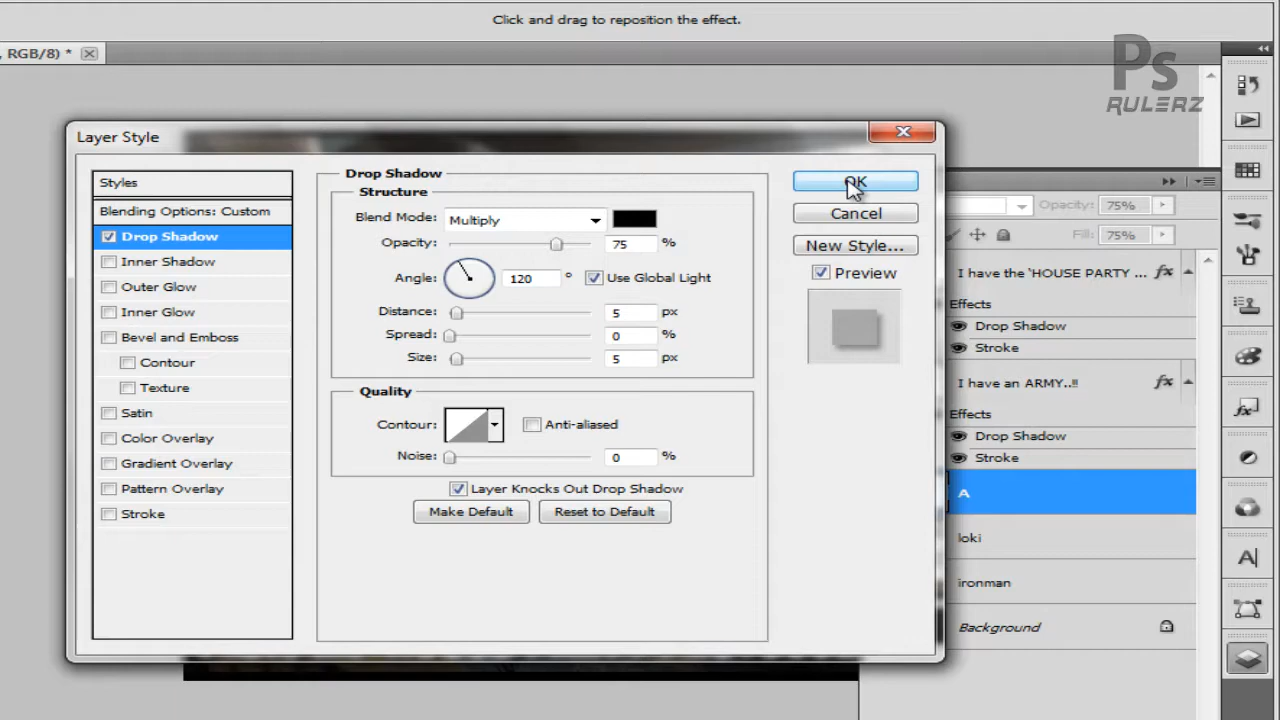 Click and drag to reposition the effect.
, RGB/8) *
Ps
RULERZ
Layer Style
Styles
Blending Options: Custom
Drop Shadow
Inner Shadow
Outer Glow
Inner Glow
Bevel and Emboss
Contour
Texture
Satin
Color Overlay
Gradient Overlay
Pattern Overlay
Stroke
Drop Shadow
Structure
Blend Mode: Multiply
Opacity: 75 %
Angle: 120 ° Use Global Light
Distance: 5 px
Spread: 0 %
Size: 5 px
Quality
Contour: Anti-aliased
Noise: 0 %
Layer Knocks Out Drop Shadow
Make Default Reset to Default
OK
Cancel
New Style...
Preview
Opacity: 75%
Fill: 75%
I have the 'HOUSE PARTY ... fx
Effects
Drop Shadow
Stroke
I have an ARMY..!! fx
Effects
Drop Shadow
Stroke
A
loki
ironman
Background